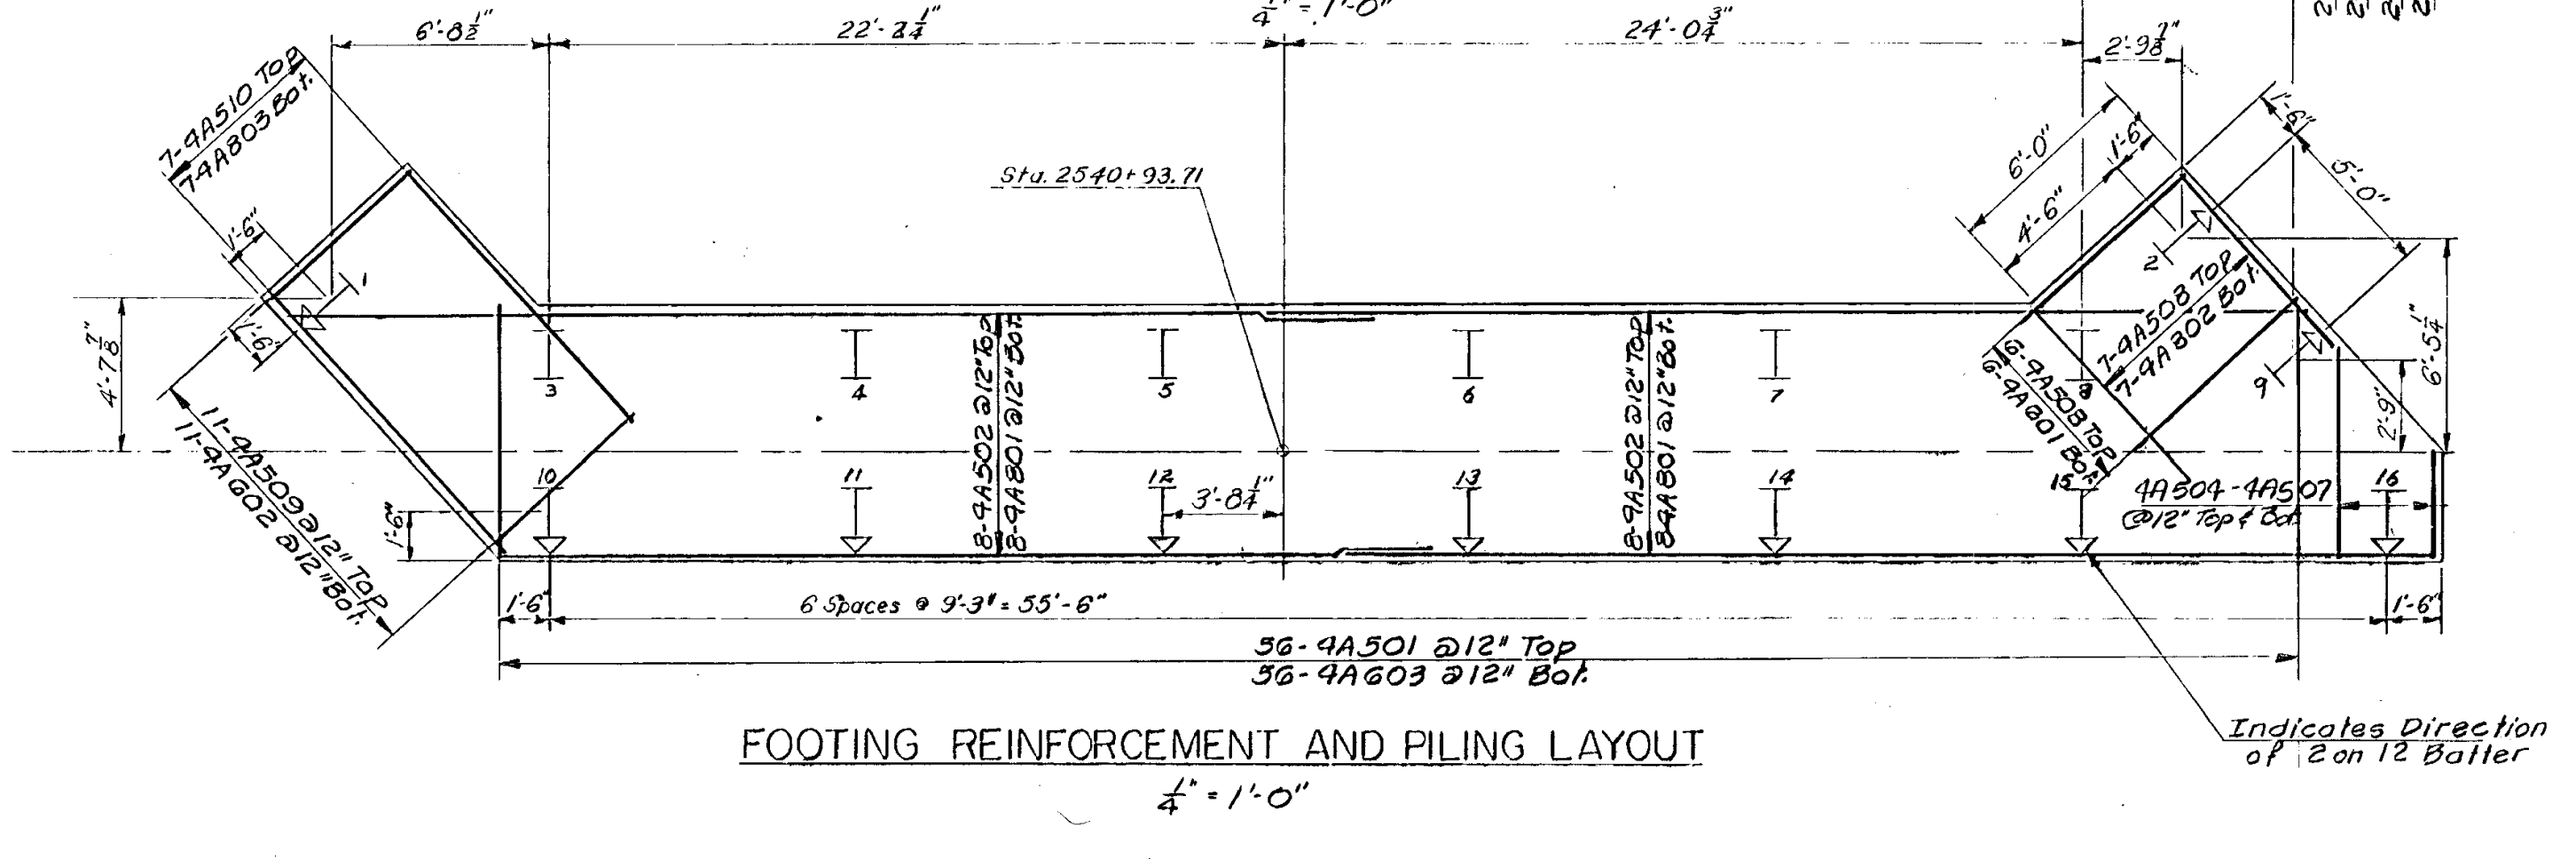 1/4" = 1'-0"
6'-8 1/2"
22'-2 1/4"
24'-0 3/4"
2'-9 7/8"
7-4A510 Top
7-4A803 Bot.
1'-6"
1'-6"
1
4'-7 7/8"
11-4A509 @ 12" Top
11-4A602 @ 12" Bot.
Sta. 2540+93.71
6'-0"
1'-6"
4'-6"
1'-6"
5'-0"
2
7-4A508 Top
7-4A802 Bot.
6-4A508 Top
6-4A601 Bot.
6'-5 1/4"
2'-9"
3
4
5
6
7
8
9
8-4A502 @ 12" Top
8-4A801 @ 12" Bot.
8-4A502 @ 12" Top
8-4A801 @ 12" Bot.
10
11
12
13
14
15
16
1'-6"
3'-8 1/4"
4A504-4A507
@ 12" Top & Bot.
1'-6"
6 Spaces @ 9'-3" = 55'-6"
1'-6"
56-4A501 @ 12" Top
56-4A603 @ 12" Bot.
FOOTING REINFORCEMENT AND PILING LAYOUT
1/4" = 1'-0"
Indicates Direction
of 2 on 12 Batter